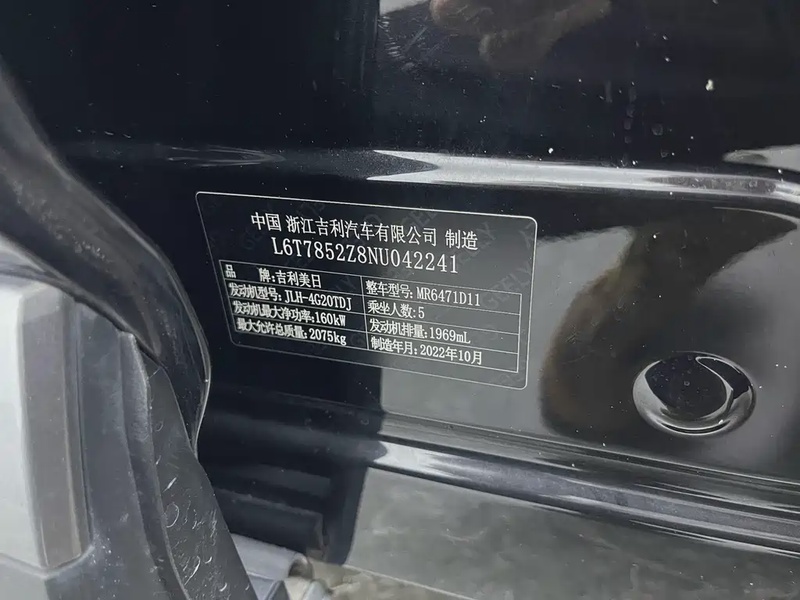 中国 浙江吉利汽车有限公司 制造
L6T7852Z8NU042241
品 牌:吉利美日 整车型号:MR6471D11
发动机型号:JLH-4G20TDJ 乘坐人数:5
发动机最大净功率:160kW 发动机排量:1969mL
最大允许总质量:2075kg 制造年月:2022年10月